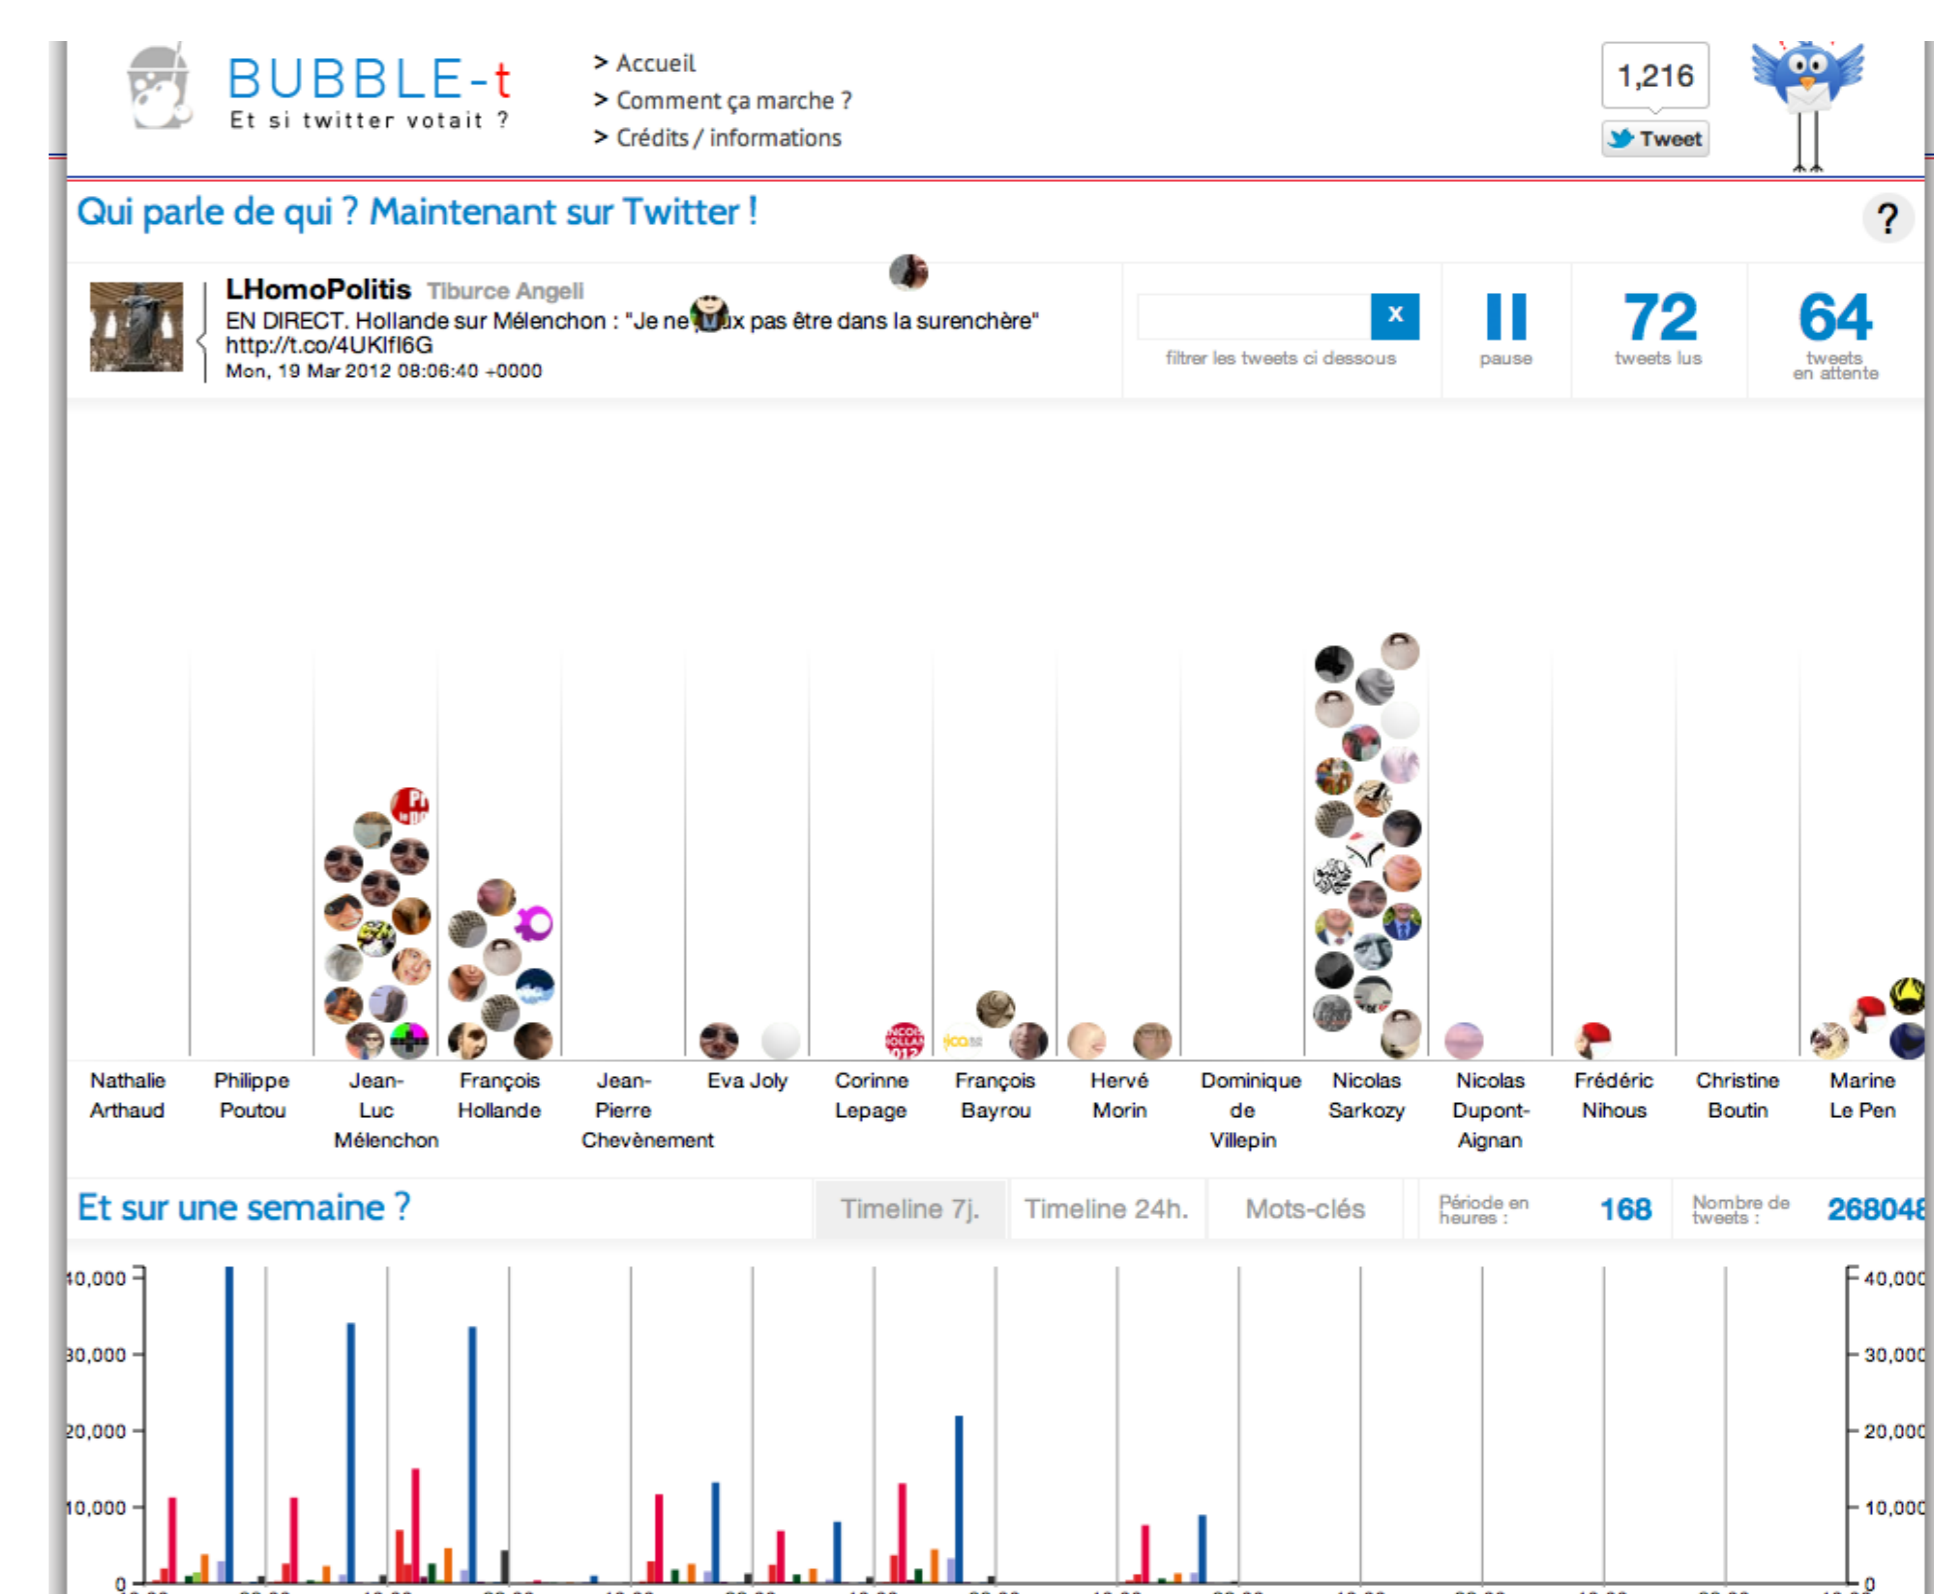 BUBBLE-t
Et si twitter votait ?
> Accueil
> Comment ça marche ?
> Crédits / informations
1,216
Tweet
Qui parle de qui ? Maintenant sur Twitter !
?
LHomoPolitis Tiburce Angeli
EN DIRECT. Hollande sur Mélenchon : "Je ne pas être dans la surenchère"
http://t.co/4UKlfI6G
Mon, 19 Mar 2012 08:06:40 +0000
x
filtrer les tweets ci dessous
pause
72
tweets lus
64
tweets
en attente
Nathalie
Arthaud
Philippe
Poutou
Jean-
Luc
Mélenchon
François
Hollande
Jean-
Pierre
Chevènement
Eva Joly
Corinne
Lepage
François
Bayrou
Hervé
Morin
Dominique
de
Villepin
Nicolas
Sarkozy
Nicolas
Dupont-
Aignan
Frédéric
Nihous
Christine
Boutin
Marine
Le Pen
Et sur une semaine ?
Timeline 7j.
Timeline 24h.
Mots-clés
Période en
heures :
168
Nombre de
tweets :
268048
40,000
30,000
20,000
10,000
0
40,000
30,000
20,000
10,000
0